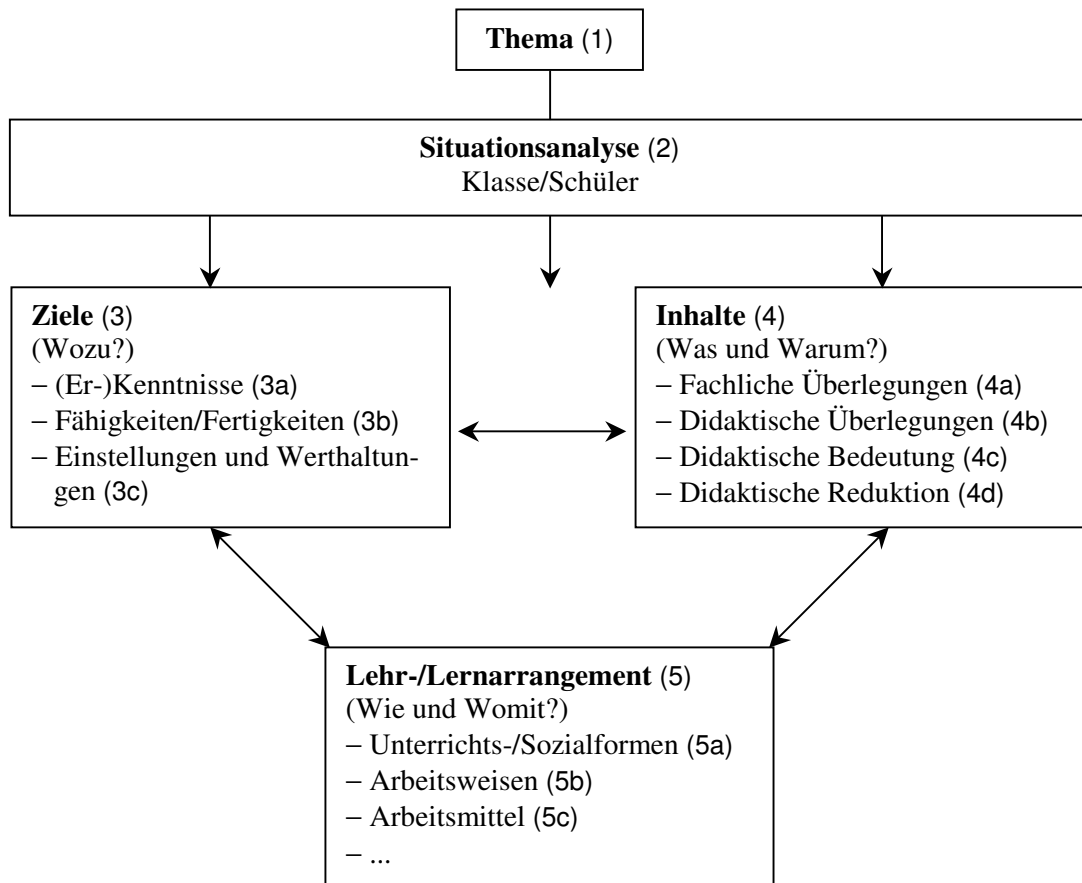 Thema (1)
Situationsanalyse (2)
Klasse/Schüler
Ziele (3)
(Wozu?)
– (Er-)Kenntnisse (3a)
– Fähigkeiten/Fertigkeiten (3b)
– Einstellungen und Werthaltun-
gen (3c)
Inhalte (4)
(Was und Warum?)
– Fachliche Überlegungen (4a)
– Didaktische Überlegungen (4b)
– Didaktische Bedeutung (4c)
– Didaktische Reduktion (4d)
Lehr-/Lernarrangement (5)
(Wie und Womit?)
– Unterrichts-/Sozialformen (5a)
– Arbeitsweisen (5b)
– Arbeitsmittel (5c)
– ...